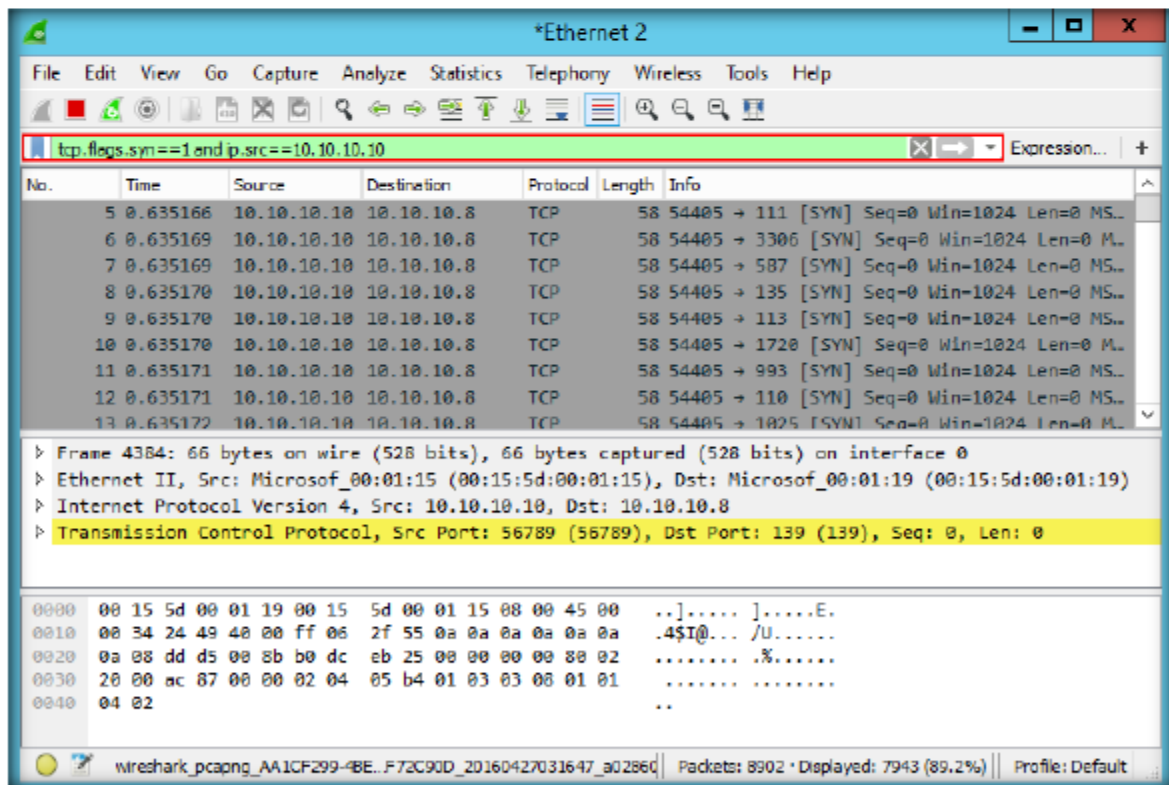 *Ethernet 2
File Edit View Go Capture Analyze Statistics Telephony Wireless Tools Help
tcp.flags.syn==1 and ip.src==10.10.10.10 Expression... +
No. Time Source Destination Protocol Length Info
5 0.635166 10.10.10.10 10.10.10.8 TCP 58 54405 → 111 [SYN] Seq=0 Win=1024 Len=0 MS…
6 0.635169 10.10.10.10 10.10.10.8 TCP 58 54405 → 3306 [SYN] Seq=0 Win=1024 Len=0 M…
7 0.635169 10.10.10.10 10.10.10.8 TCP 58 54405 → 587 [SYN] Seq=0 Win=1024 Len=0 MS…
8 0.635170 10.10.10.10 10.10.10.8 TCP 58 54405 → 135 [SYN] Seq=0 Win=1024 Len=0 MS…
9 0.635170 10.10.10.10 10.10.10.8 TCP 58 54405 → 113 [SYN] Seq=0 Win=1024 Len=0 MS…
10 0.635170 10.10.10.10 10.10.10.8 TCP 58 54405 → 1720 [SYN] Seq=0 Win=1024 Len=0 M…
11 0.635171 10.10.10.10 10.10.10.8 TCP 58 54405 → 993 [SYN] Seq=0 Win=1024 Len=0 MS…
12 0.635171 10.10.10.10 10.10.10.8 TCP 58 54405 → 110 [SYN] Seq=0 Win=1024 Len=0 MS…
13 0.635172 10.10.10.10 10.10.10.8 TCP 58 54405 → 1025 [SYN] Seq=0 Win=1024 Len=0 M…
Frame 4384: 66 bytes on wire (528 bits), 66 bytes captured (528 bits) on interface 0
Ethernet II, Src: Microsof_00:01:15 (00:15:5d:00:01:15), Dst: Microsof_00:01:19 (00:15:5d:00:01:19)
Internet Protocol Version 4, Src: 10.10.10.10, Dst: 10.10.10.8
Transmission Control Protocol, Src Port: 56789 (56789), Dst Port: 139 (139), Seq: 0, Len: 0
0000 00 15 5d 00 01 19 00 15 5d 00 01 15 08 00 45 00 ..]..... ].....E.
0010 00 34 24 49 40 00 ff 06 2f 55 0a 0a 0a 0a 0a 0a .4$I@... /U......
0020 0a 08 dd d5 00 8b b0 dc eb 25 00 00 00 00 80 02 ........ .%......
0030 20 00 ac 87 00 00 02 04 05 b4 01 03 03 08 01 01 ....... ........
0040 04 02 ..
wireshark_pcapng_AA1CF299-4BE...F72C90D_20160427031647_a02860 Packets: 8902 · Displayed: 7943 (89.2%) Profile: Default